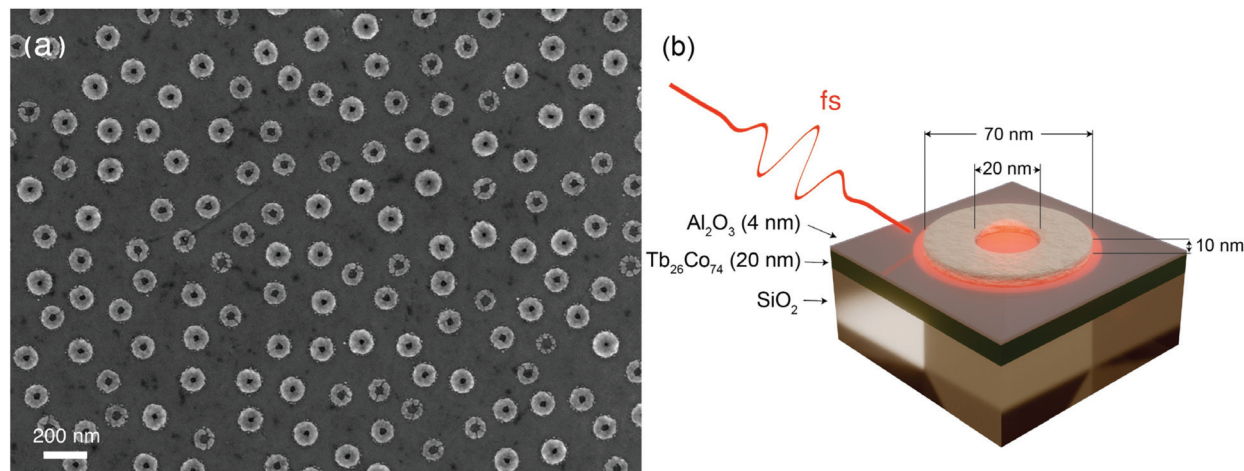 (a)
200 nm
(b)
fs
70 nm
20 nm
10 nm
Al₂O₃ (4 nm)
Tb₂₆Co₇₄ (20 nm)
SiO₂